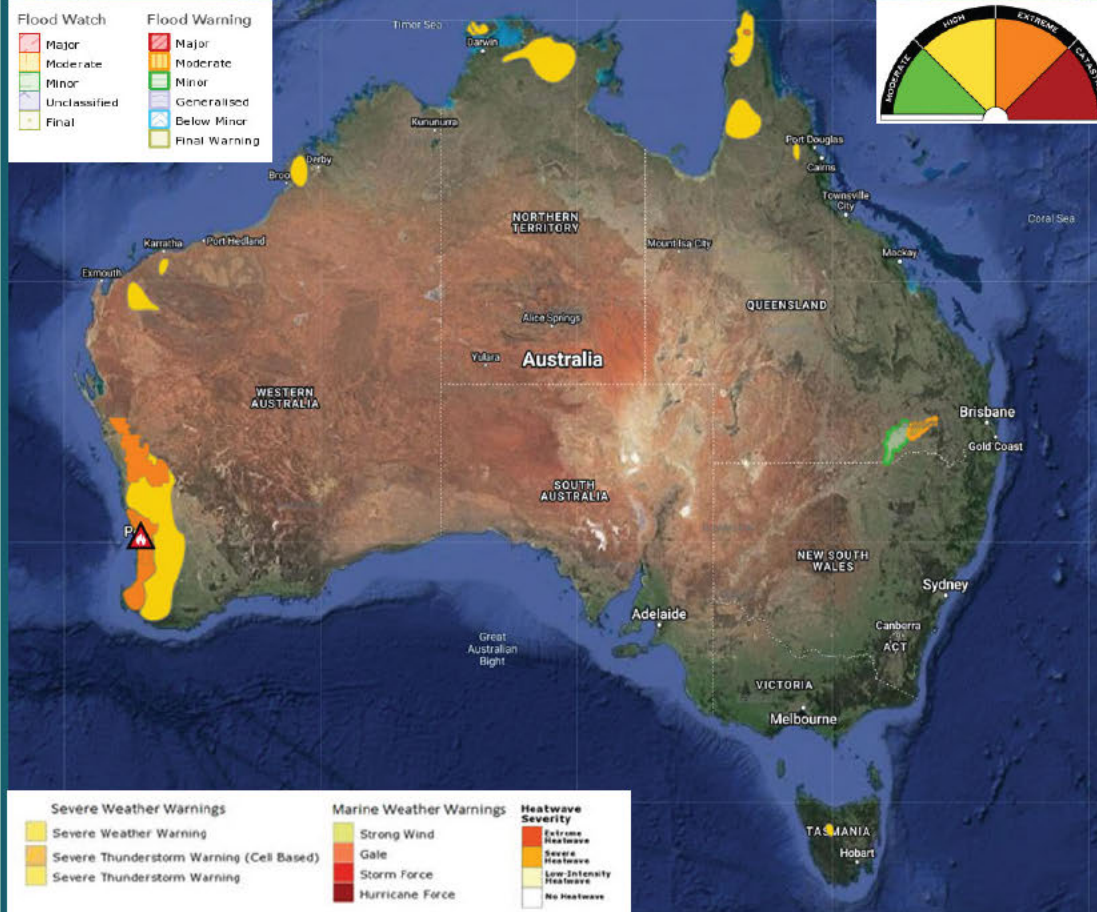 Flood Watch
Major
Moderate
Minor
Unclassified
Final
Flood Warning
Major
Moderate
Minor
Generalised
Below Minor
Final Warning
MODERATE
HIGH
EXTREME
CATAST
Timor Sea
Darwin
Kununurra
Derby
Broo
Port Douglas
Cairns
Townsville
City
Coral Sea
NORTHERN
TERRITORY
Karratha
Port Hedland
Mount Isa City
Mackay
Exmouth
QUEENSLAND
Alice Springs
Yulara
Australia
WESTERN
AUSTRALIA
Brisbane
Gold Coast
SOUTH
AUSTRALIA
P
NEW SOUTH
WALES
Sydney
Adelaide
Canberra
ACT
Great
Australian
Bight
VICTORIA
Melbourne
TASMANIA
Hobart
Severe Weather Warnings
Severe Weather Warning
Severe Thunderstorm Warning (Cell Based)
Severe Thunderstorm Warning
Marine Weather Warnings
Strong Wind
Gale
Storm Force
Hurricane Force
Heatwave
Severity
Extreme
Heatwave
Severe
Heatwave
Low-Intensity
Heatwave
No Heatwave